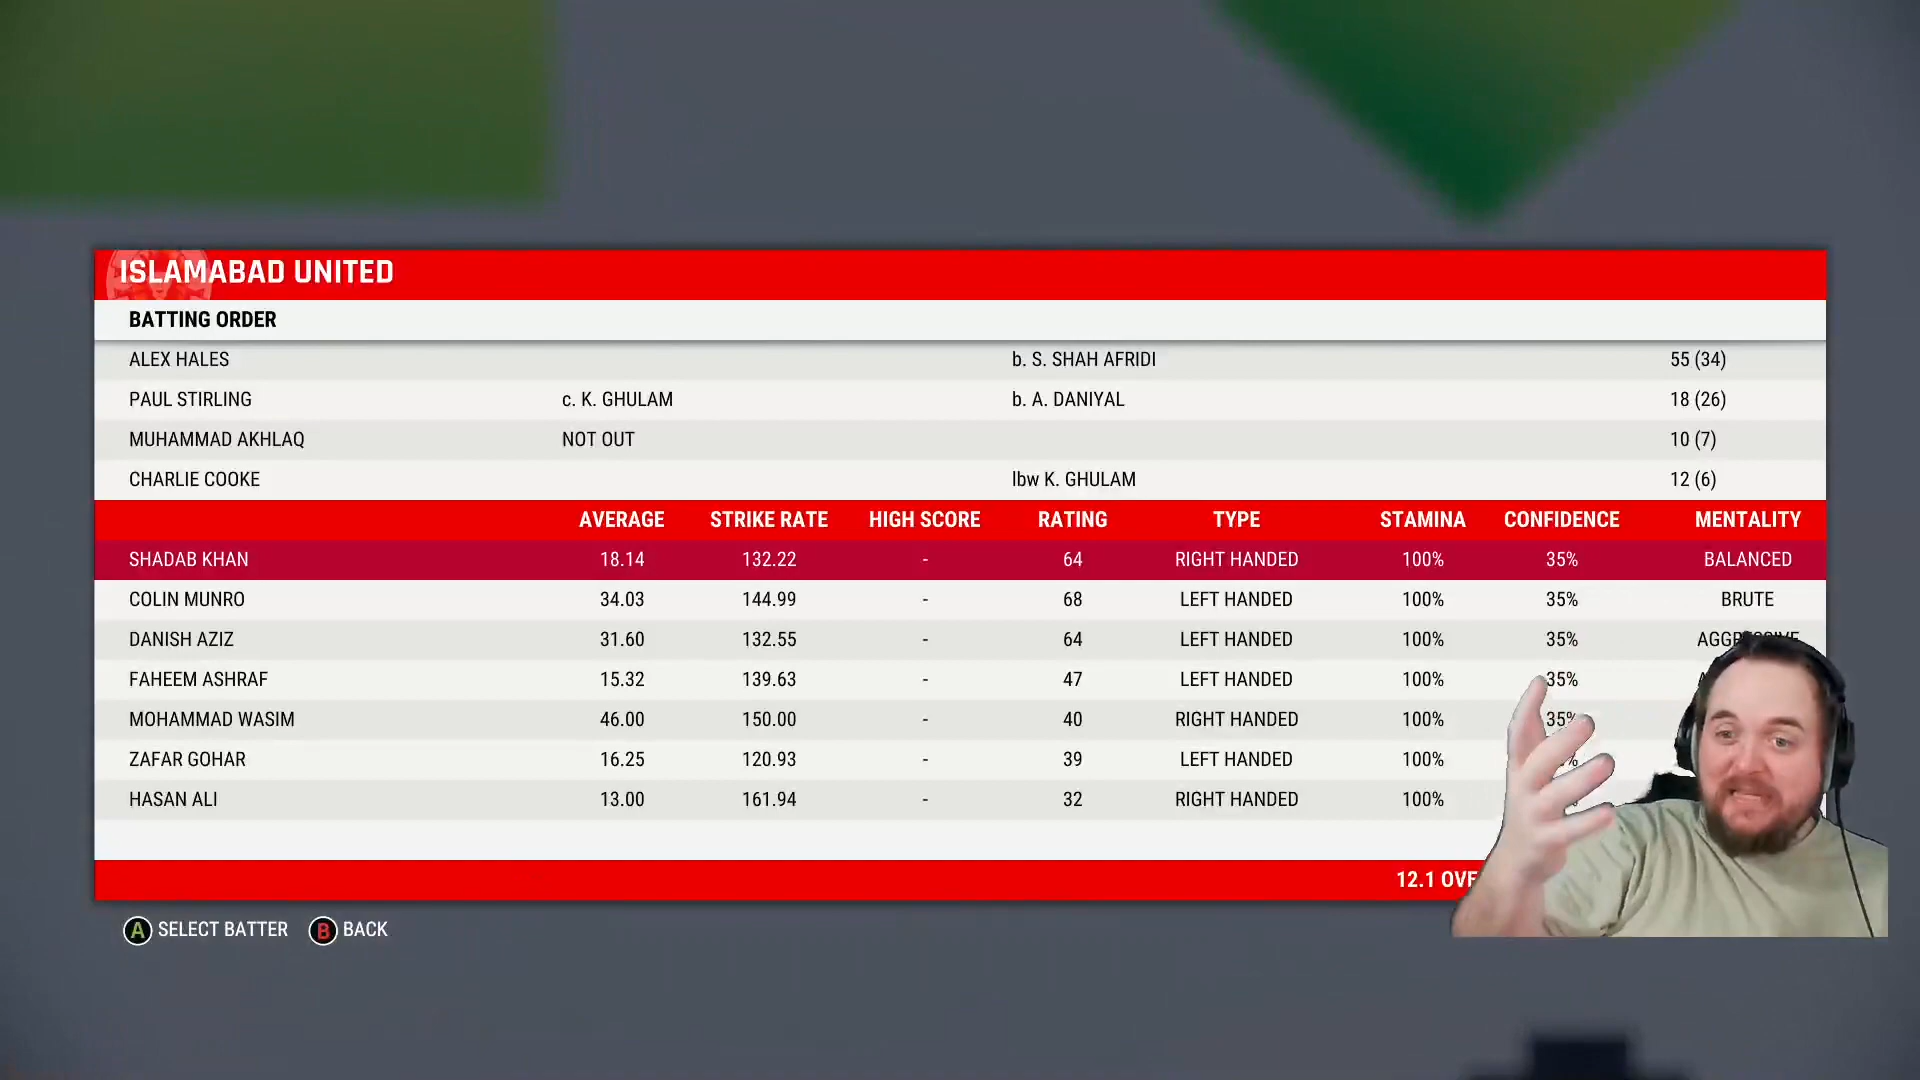 ISLAMABAD UNITED
BATTING ORDER
ALEX HALES b. S. SHAH AFRIDI 55 (34)
PAUL STIRLING c. K. GHULAM b. A. DANIYAL 18 (26)
MUHAMMAD AKHLAQ NOT OUT 10 (7)
CHARLIE COOKE lbw K. GHULAM 12 (6)
AVERAGE STRIKE RATE HIGH SCORE RATING TYPE STAMINA CONFIDENCE MENTALITY
SHADAB KHAN 18.14 132.22 - 64 RIGHT HANDED 100% 35% BALANCED
COLIN MUNRO 34.03 144.99 - 68 LEFT HANDED 100% 35% BRUTE
DANISH AZIZ 31.60 132.55 - 64 LEFT HANDED 100% 35% AGGRESSIVE
FAHEEM ASHRAF 15.32 139.63 - 47 LEFT HANDED 100% 35%
MOHAMMAD WASIM 46.00 150.00 - 40 RIGHT HANDED 100% 35%
ZAFAR GOHAR 16.25 120.93 - 39 LEFT HANDED 100%
HASAN ALI 13.00 161.94 - 32 RIGHT HANDED 100%
12.1
A SELECT BATTER B BACK